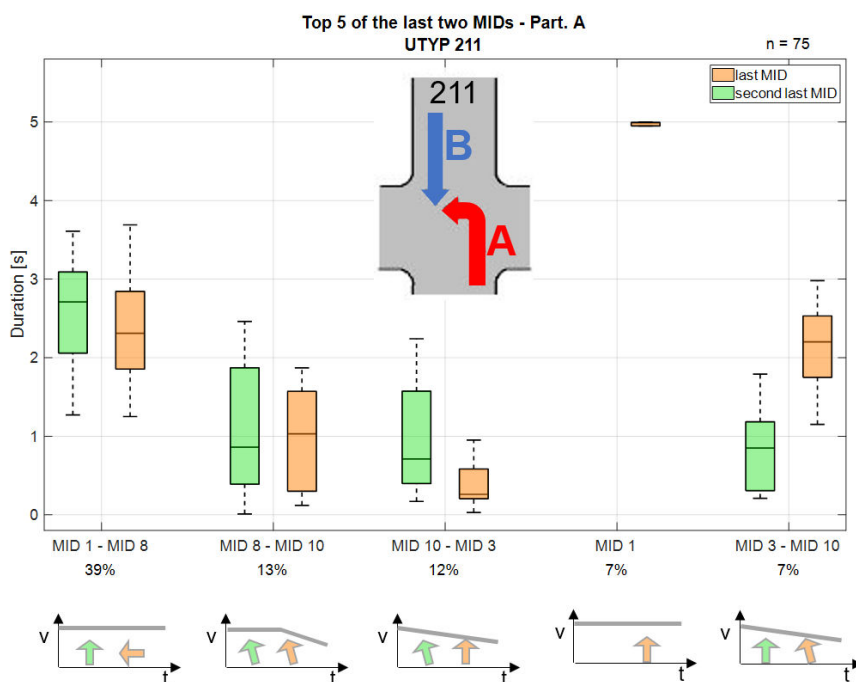 Top 5 of the last two MIDs - Part. A
UTYP 211
n = 75
last MID
second last MID
211
B
A
Duration [s]
5
4
3
2
1
0
MID 1 - MID 8
MID 8 - MID 10
MID 10 - MID 3
MID 1
MID 3 - MID 10
39%
13%
12%
7%
7%
v
t
v
t
v
t
v
t
v
t